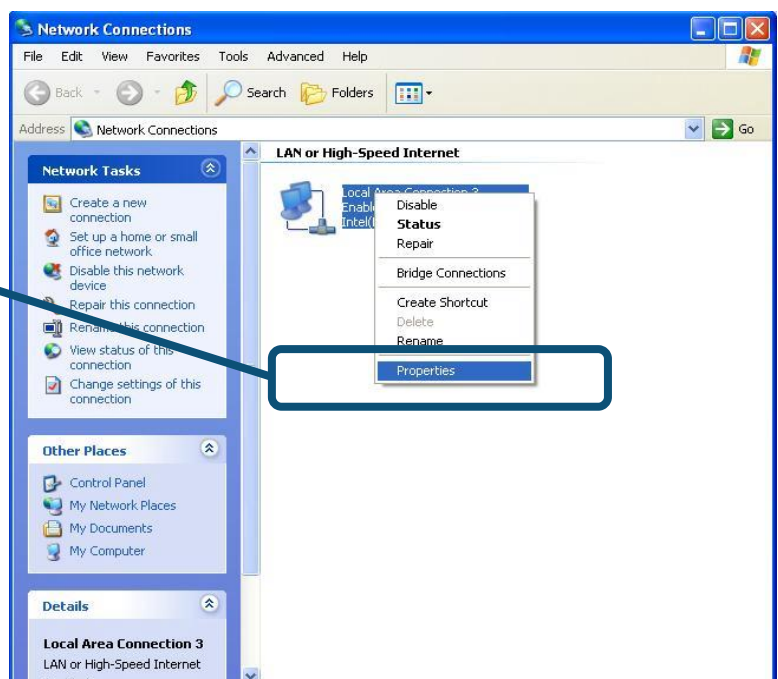 Network Connections
File Edit View Favorites Tools Advanced Help
Back Search Folders
Address Network Connections Go
Network Tasks
Create a new
connection
Set up a home or small
office network
Disable this network
device
Repair this connection
Rename this connection
View status of this
connection
Change settings of this
connection
Other Places
Control Panel
My Network Places
My Documents
My Computer
Details
Local Area Connection 3
LAN or High-Speed Internet
LAN or High-Speed Internet
Local Area Connection 3
Disable
Status
Repair
Bridge Connections
Create Shortcut
Delete
Rename
Properties